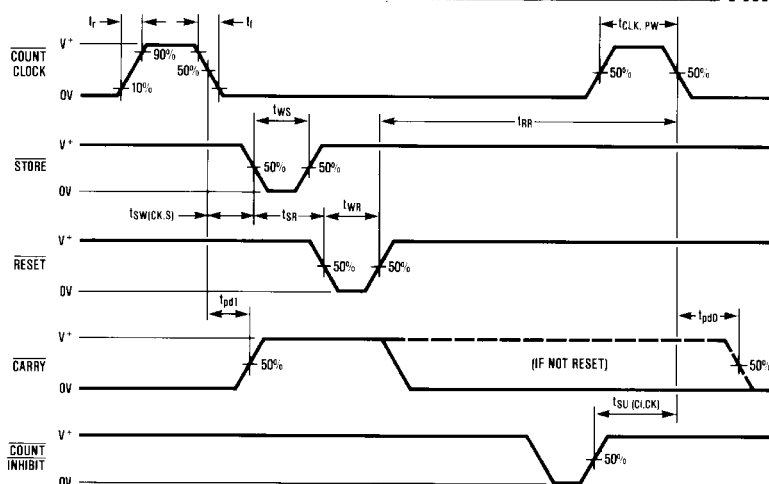 tr
tf
V+
90%
COUNT
CLOCK
50%
10%
0V
tCLK, PW
50%
50%
tWS
tRR
V+
STORE
50%
50%
0V
tSW(CK,S)
tSR
tWR
V+
RESET
50%
50%
0V
tpd1
tpd0
V+
CARRY
50%
(IF NOT RESET)
50%
0V
tSU (CI,CK)
V+
COUNT
INHIBIT
50%
0V